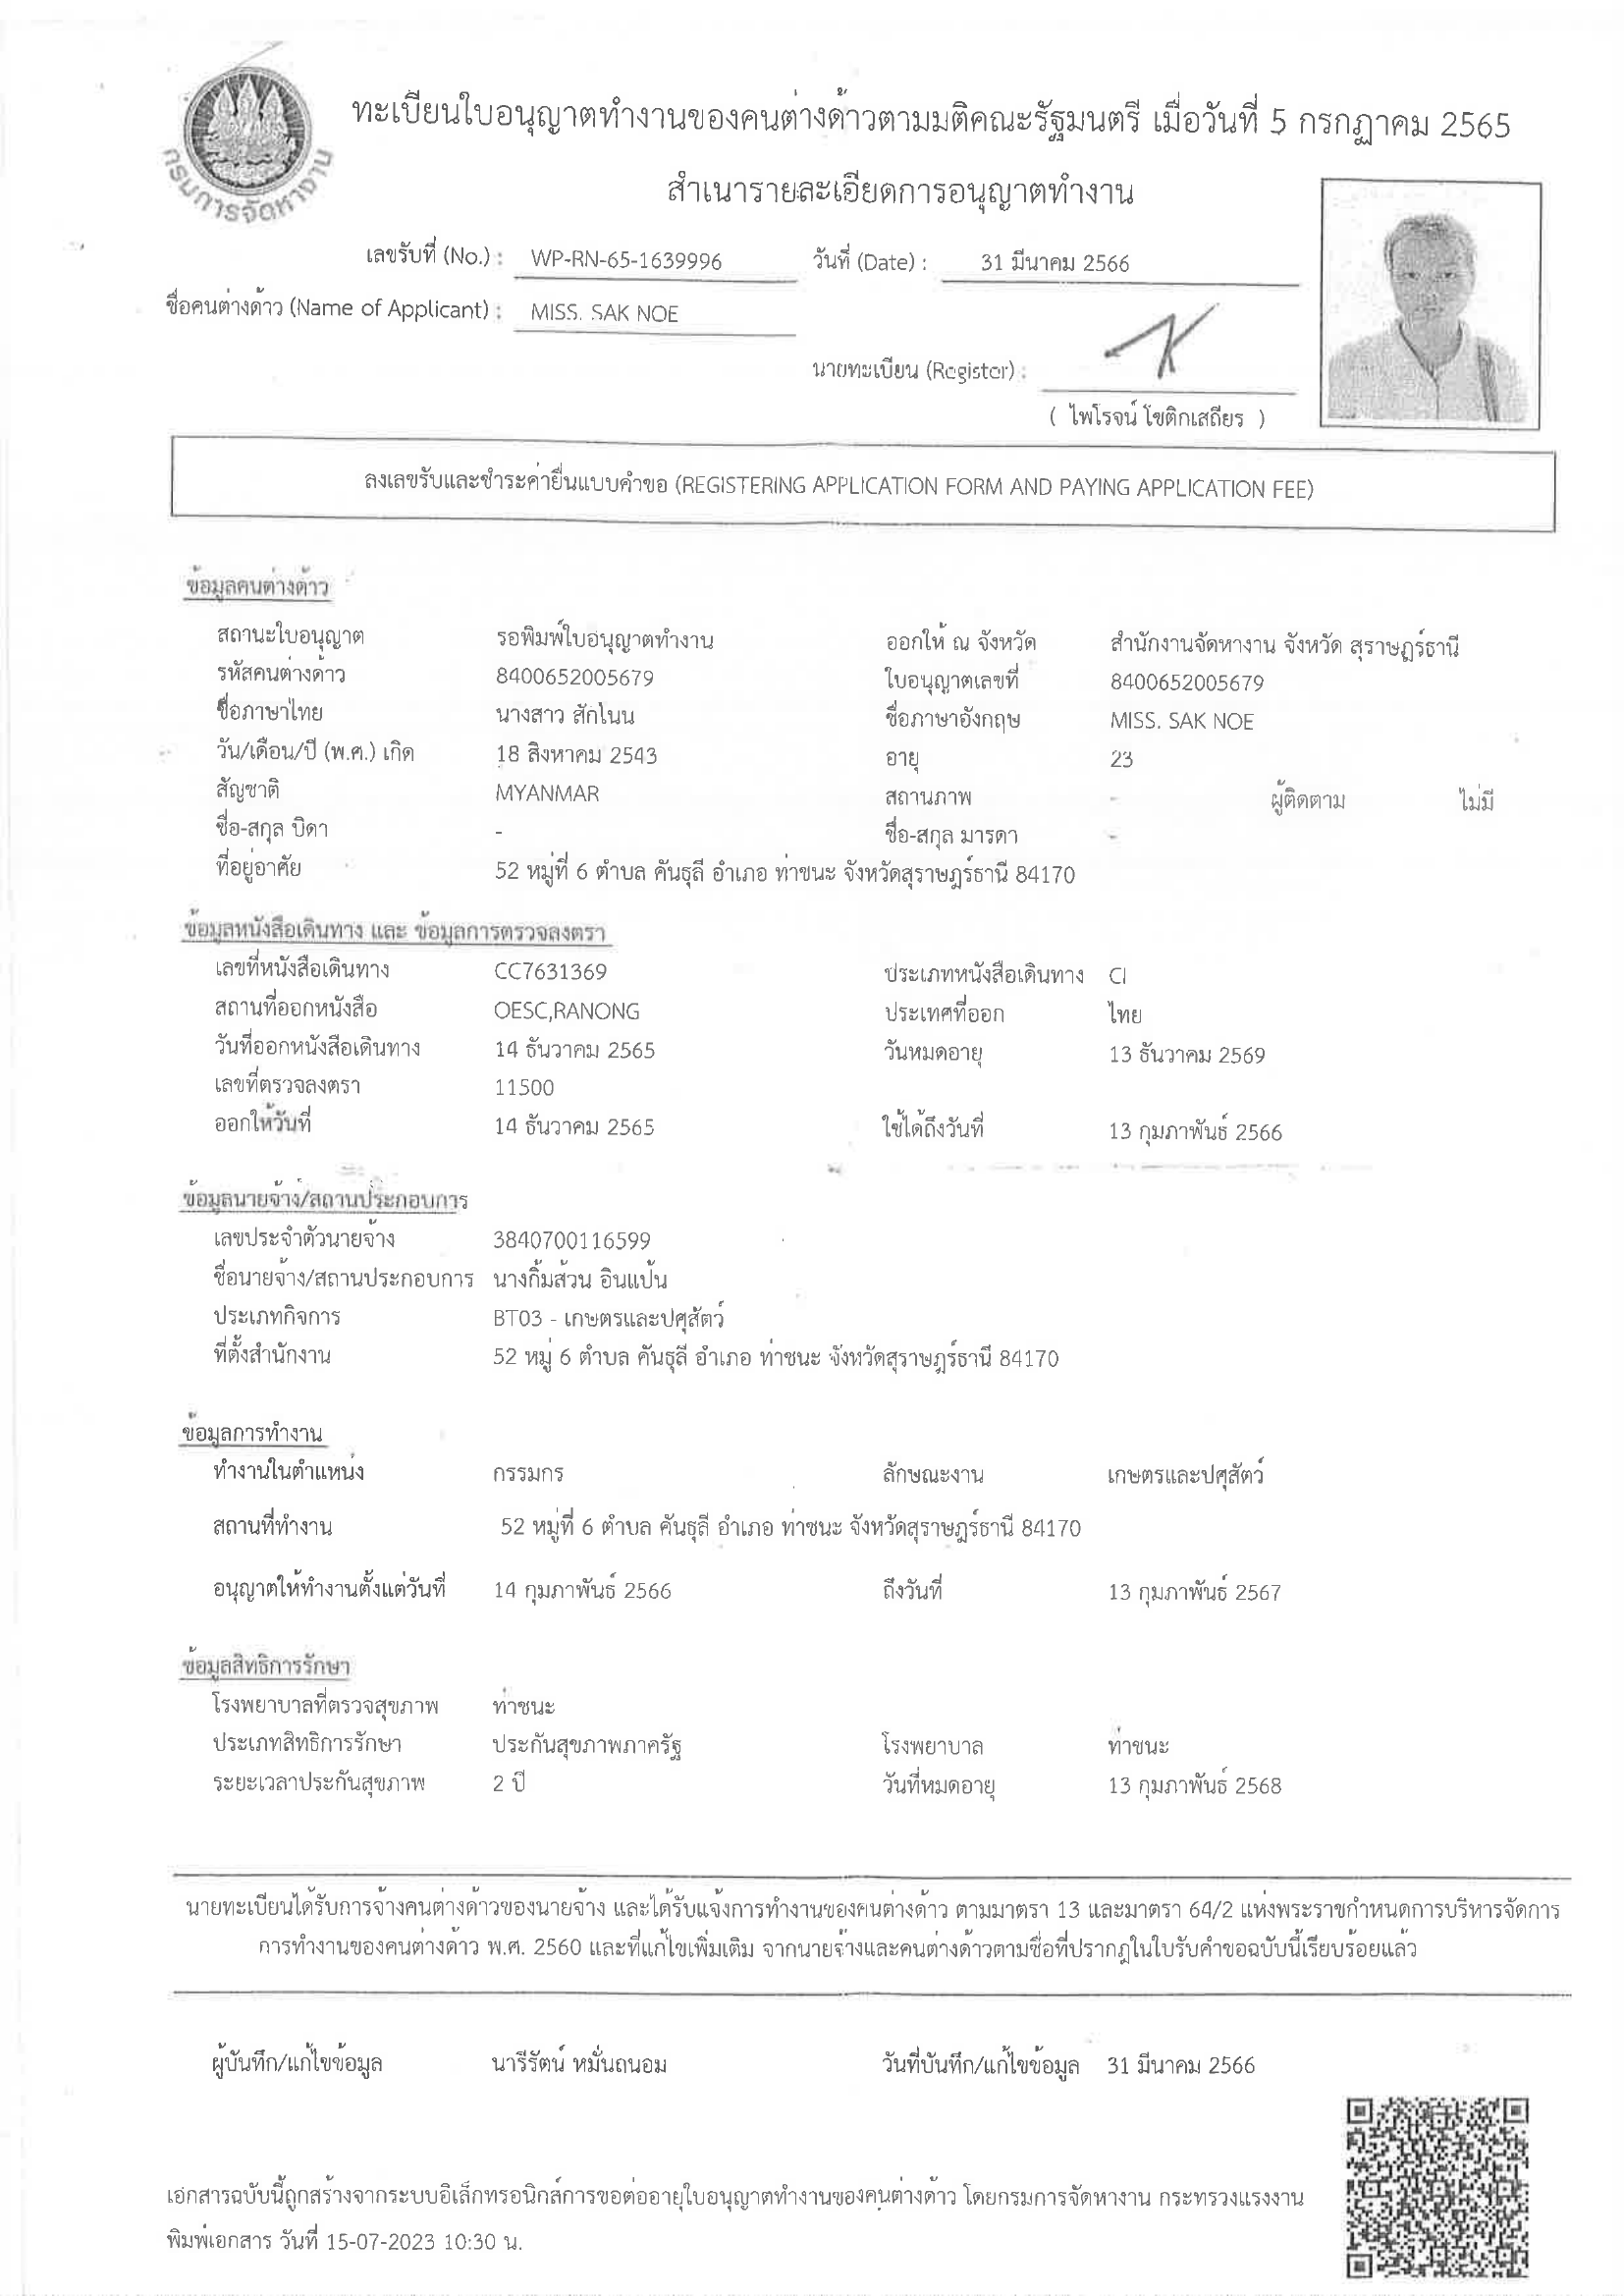 กรมการจัดหางาน
ทะเบียนใบอนุญาตทำงานของคนต่างด้าวตามมติคณะรัฐมนตรี เมื่อวันที่ 5 กรกฎาคม 2565
สำเนารายละเอียดการอนุญาตทำงาน
เลขรับที่ (No.) : WP-RN-65-1639996 วันที่ (Date) : 31 มีนาคม 2566
ชื่อคนต่างด้าว (Name of Applicant) : MISS. SAK NOE
นายทะเบียน (Register) :
( ไพโรจน์ โชติกเสถียร )
ลงเลขรับและชำระค่ายื่นแบบคำขอ (REGISTERING APPLICATION FORM AND PAYING APPLICATION FEE)
ข้อมูลคนต่างด้าว
สถานะใบอนุญาต รอพิมพ์ใบอนุญาตทำงาน ออกให้ ณ จังหวัด สำนักงานจัดหางาน จังหวัด สุราษฎร์ธานี
รหัสคนต่างด้าว 8400652005679 ใบอนุญาตเลขที่ 8400652005679
ชื่อภาษาไทย นางสาว สักโนน ชื่อภาษาอังกฤษ MISS. SAK NOE
วัน/เดือน/ปี (พ.ศ.) เกิด 18 สิงหาคม 2543 อายุ 23
สัญชาติ MYANMAR สถานภาพ - ผู้ติดตาม ไม่มี
ชื่อ-สกุล บิดา - ชื่อ-สกุล มารดา -
ที่อยู่อาศัย 52 หมู่ที่ 6 ตำบล คันธุลี อำเภอ ท่าชนะ จังหวัดสุราษฎร์ธานี 84170
ข้อมูลหนังสือเดินทาง และ ข้อมูลการตรวจลงตรา
เลขที่หนังสือเดินทาง CC7631369 ประเภทหนังสือเดินทาง CI
สถานที่ออกหนังสือ OESC,RANONG ประเทศที่ออก ไทย
วันที่ออกหนังสือเดินทาง 14 ธันวาคม 2565 วันหมดอายุ 13 ธันวาคม 2569
เลขที่ตรวจลงตรา 11500
ออกให้วันที่ 14 ธันวาคม 2565 ใช้ได้ถึงวันที่ 13 กุมภาพันธ์ 2566
ข้อมูลนายจ้าง/สถานประกอบการ
เลขประจำตัวนายจ้าง 3840700116599
ชื่อนายจ้าง/สถานประกอบการ นางกิ้มส้วน อินแป้น
ประเภทกิจการ BT03 - เกษตรและปศุสัตว์
ที่ตั้งสำนักงาน 52 หมู่ 6 ตำบล คันธุลี อำเภอ ท่าชนะ จังหวัดสุราษฎร์ธานี 84170
ข้อมูลการทำงาน
ทำงานในตำแหน่ง กรรมกร ลักษณะงาน เกษตรและปศุสัตว์
สถานที่ทำงาน 52 หมู่ที่ 6 ตำบล คันธุลี อำเภอ ท่าชนะ จังหวัดสุราษฎร์ธานี 84170
อนุญาตให้ทำงานตั้งแต่วันที่ 14 กุมภาพันธ์ 2566 ถึงวันที่ 13 กุมภาพันธ์ 2567
ข้อมูลสิทธิการรักษา
โรงพยาบาลที่ตรวจสุขภาพ ท่าชนะ
ประเภทสิทธิการรักษา ประกันสุขภาพภาครัฐ โรงพยาบาล ท่าชนะ
ระยะเวลาประกันสุขภาพ 2 ปี วันที่หมดอายุ 13 กุมภาพันธ์ 2568
นายทะเบียนได้รับการจ้างคนต่างด้าวของนายจ้าง และได้รับแจ้งการทำงานของคนต่างด้าว ตามมาตรา 13 และมาตรา 64/2 แห่งพระราชกำหนดการบริหารจัดการ
การทำงานของคนต่างด้าว พ.ศ. 2560 และที่แก้ไขเพิ่มเติม จากนายจ้างและคนต่างด้าวตามชื่อที่ปรากฏในใบรับคำขอฉบับนี้เรียบร้อยแล้ว
ผู้บันทึก/แก้ไขข้อมูล นารีรัตน์ หมั่นถนอม วันที่บันทึก/แก้ไขข้อมูล 31 มีนาคม 2566
เอกสารฉบับนี้ถูกสร้างจากระบบอิเล็กทรอนิกส์การขอต่ออายุใบอนุญาตทำงานของคนต่างด้าว โดยกรมการจัดหางาน กระทรวงแรงงาน
พิมพ์เอกสาร วันที่ 15-07-2023 10:30 น.